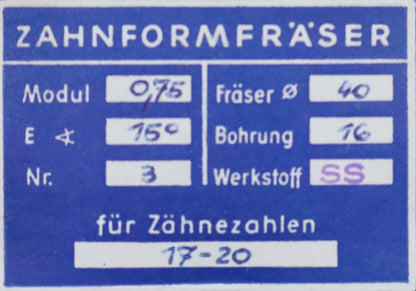 ZAHNFORMFRÄSER
Modul 0,75 Fräser ⌀ 40
E ∢ 15° Bohrung 16
Nr. 3 Werkstoff SS
für Zähnezahlen
17-20